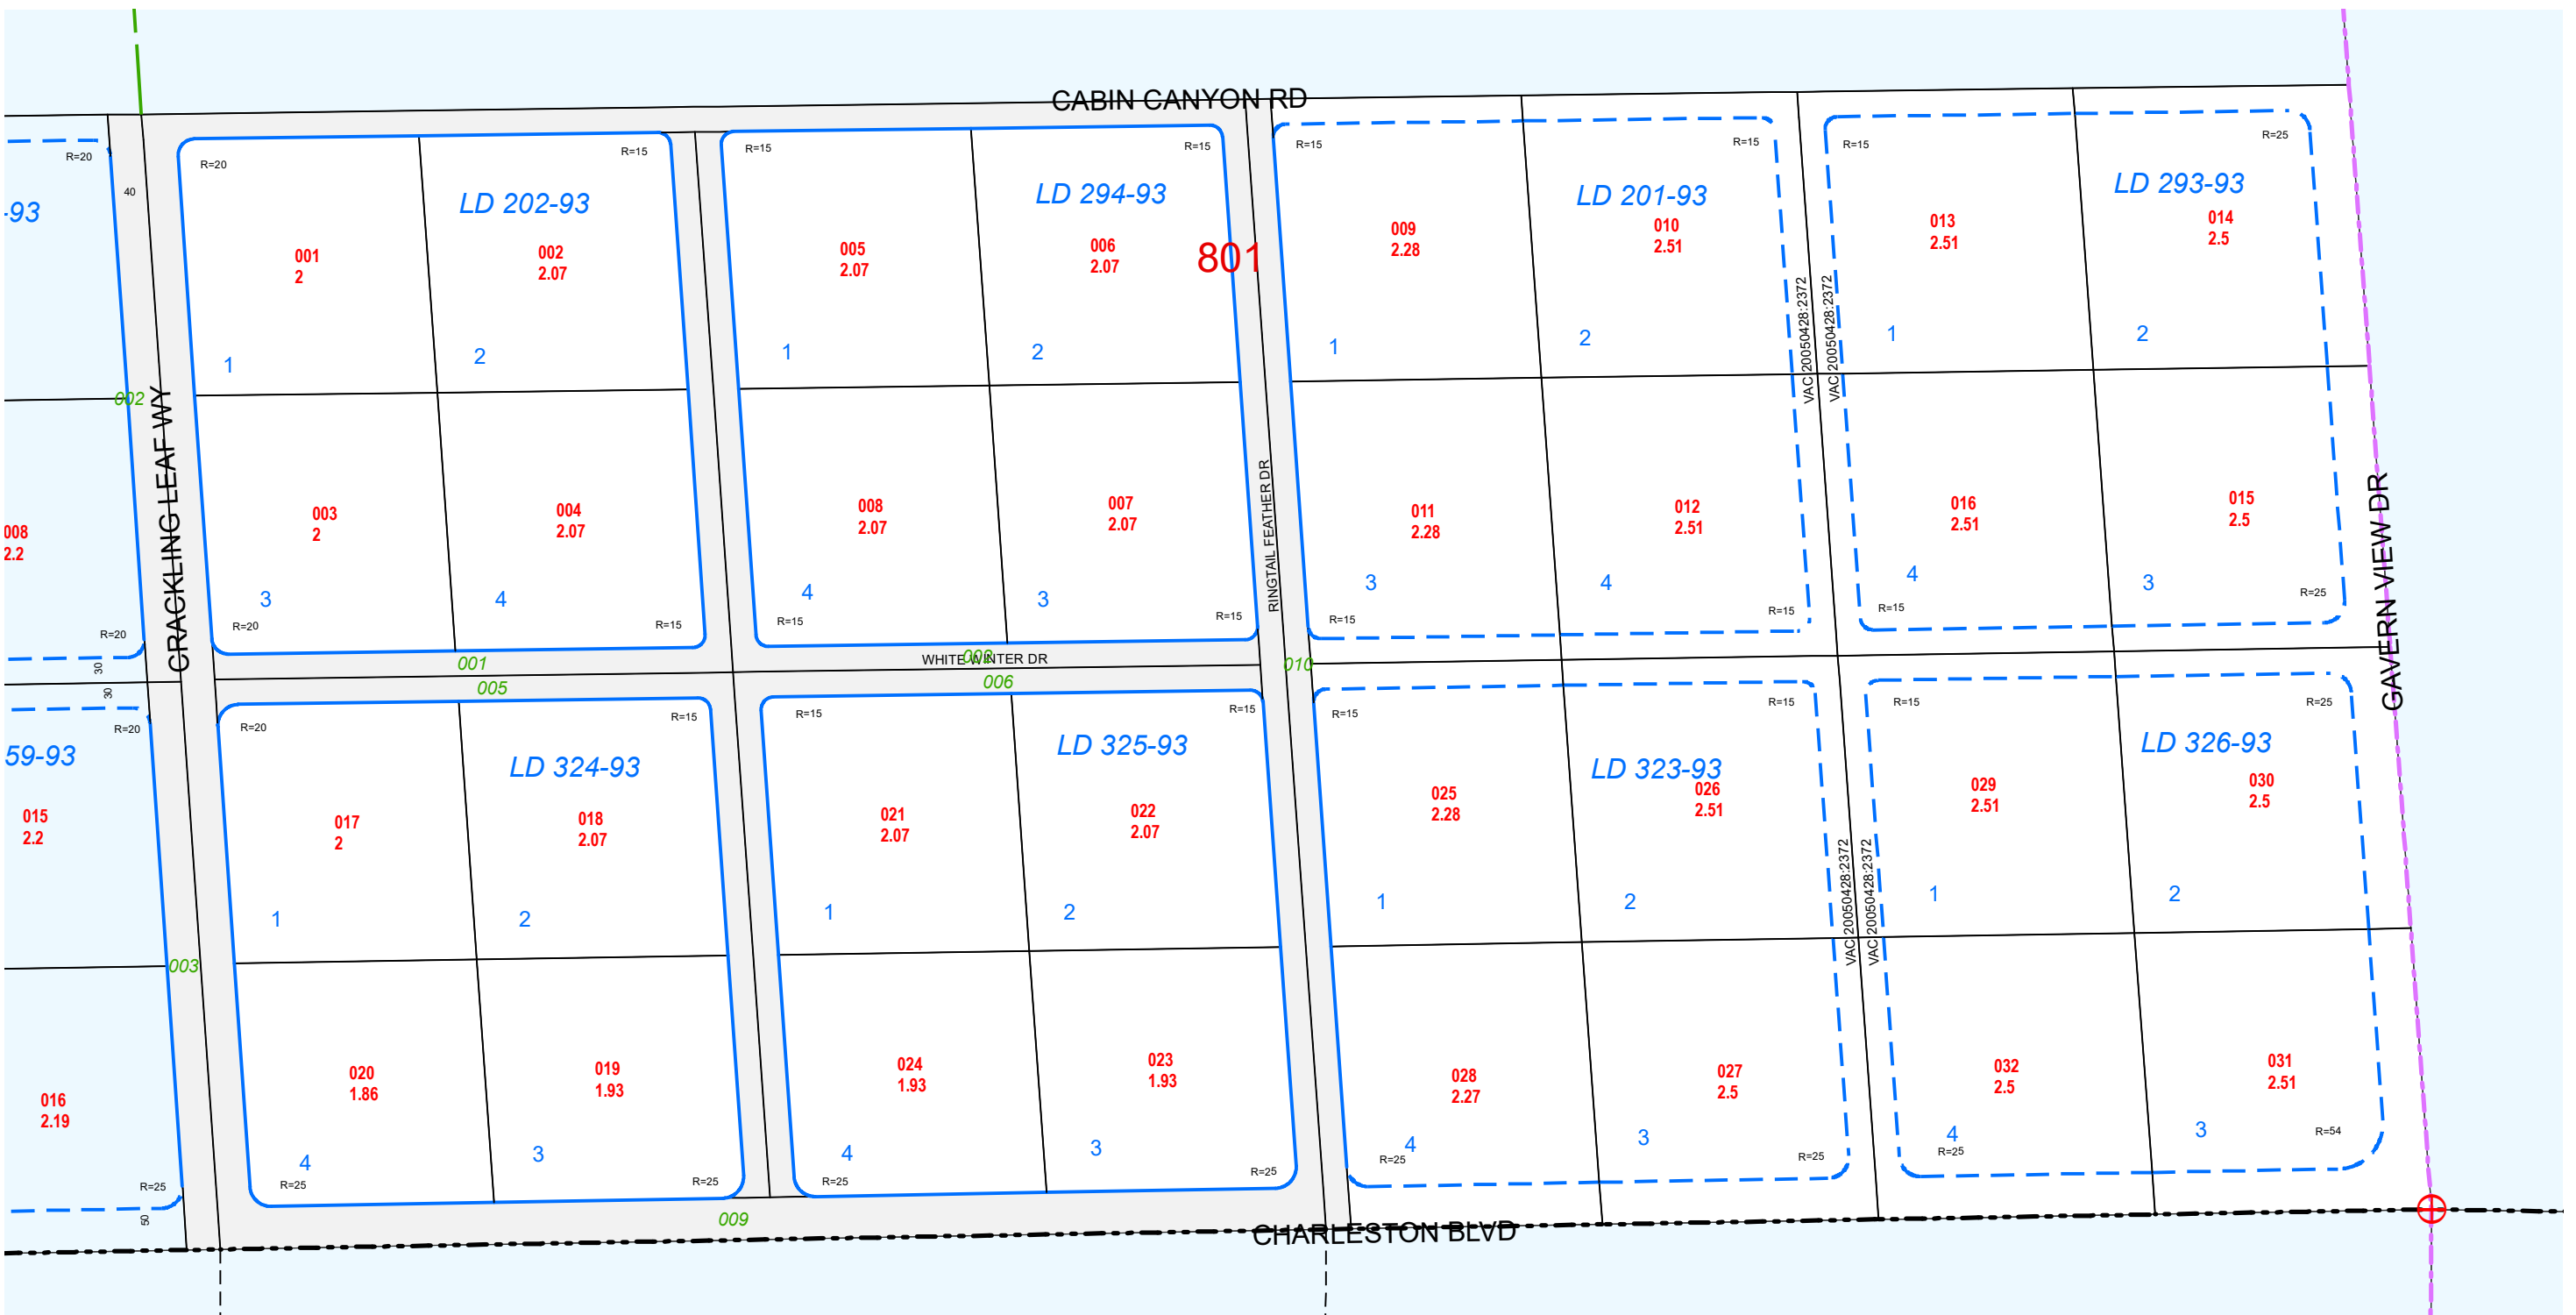 CABIN CANYON RD
R=20
40
-93
R=20
R=15
LD 202-93
001
2
002
2.07
1
2
R=15
R=15
LD 294-93
005
2.07
006
2.07
801
1
2
R=15
R=15
LD 201-93
009
2.28
010
2.51
1
2
VAC 20050428:2372
VAC 20050428:2372
R=15
R=25
LD 293-93
013
2.51
014
2.5
1
2
002
CRACKLING LEAF WY
008
2.2
R=20
30
30
003
2
004
2.07
3
4
R=20
R=15
008
2.07
007
2.07
4
3
R=15
R=15
RINGTAIL FEATHER DR
011
2.28
012
2.51
3
4
R=15
R=15
016
2.51
015
2.5
4
3
R=15
R=25
CAVERN VIEW DR
001
WHITE WINTER DR
002
010
005
006
R=20
59-93
015
2.2
R=20
R=15
LD 324-93
017
2
018
2.07
1
2
R=15
R=15
LD 325-93
021
2.07
022
2.07
1
2
R=15
R=15
LD 323-93
025
2.28
026
2.51
1
2
VAC 20050428:2372
VAC 20050428:2372
R=15
R=25
LD 326-93
029
2.51
030
2.5
1
2
003
016
2.19
R=25
50
020
1.86
019
1.93
4
3
R=25
R=25
024
1.93
023
1.93
4
3
R=25
R=25
028
2.27
027
2.5
4
3
R=25
R=25
032
2.5
031
2.51
4
3
R=25
R=54
009
CHARLESTON BLVD